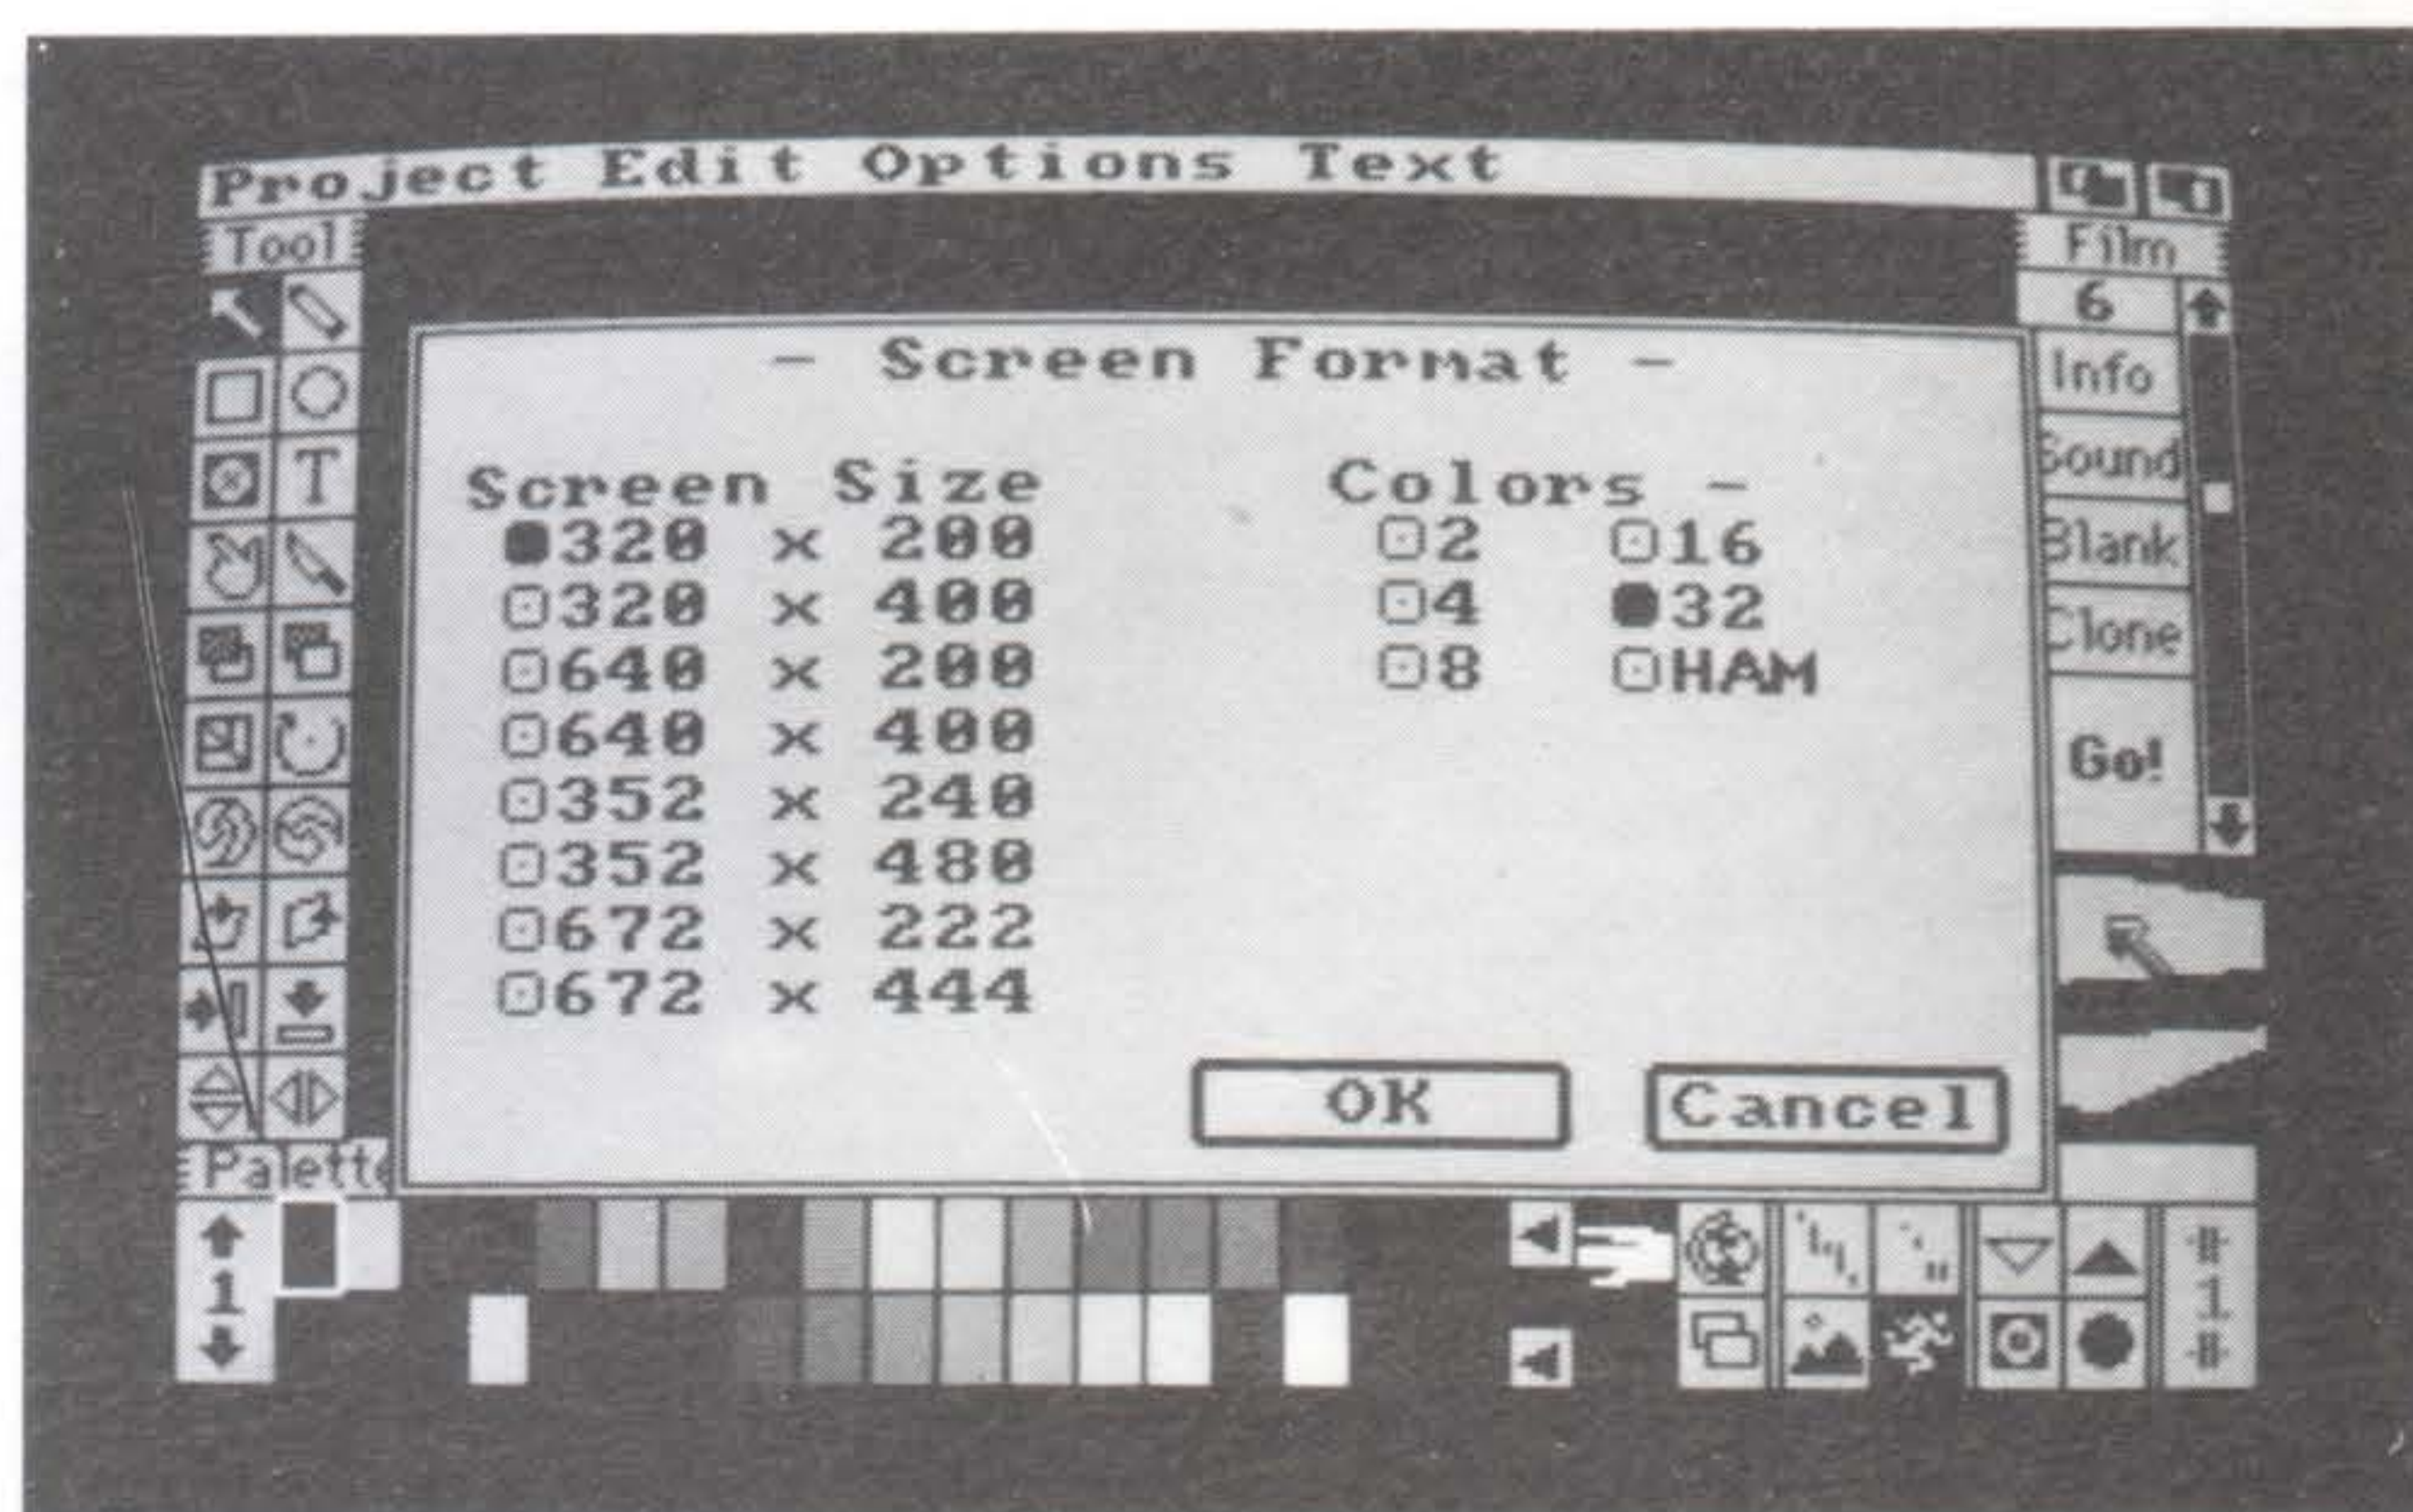 Project Edit Options Text
Tool
Film
6
Info
Sound
Blank
Clone
Go!
- Screen Format -
Screen Size
320 x 200
320 x 400
640 x 200
640 x 400
352 x 240
352 x 480
672 x 222
672 x 444
Colors -
2 16
4 32
8 HAM
OK Cancel
T
Palette
1
1